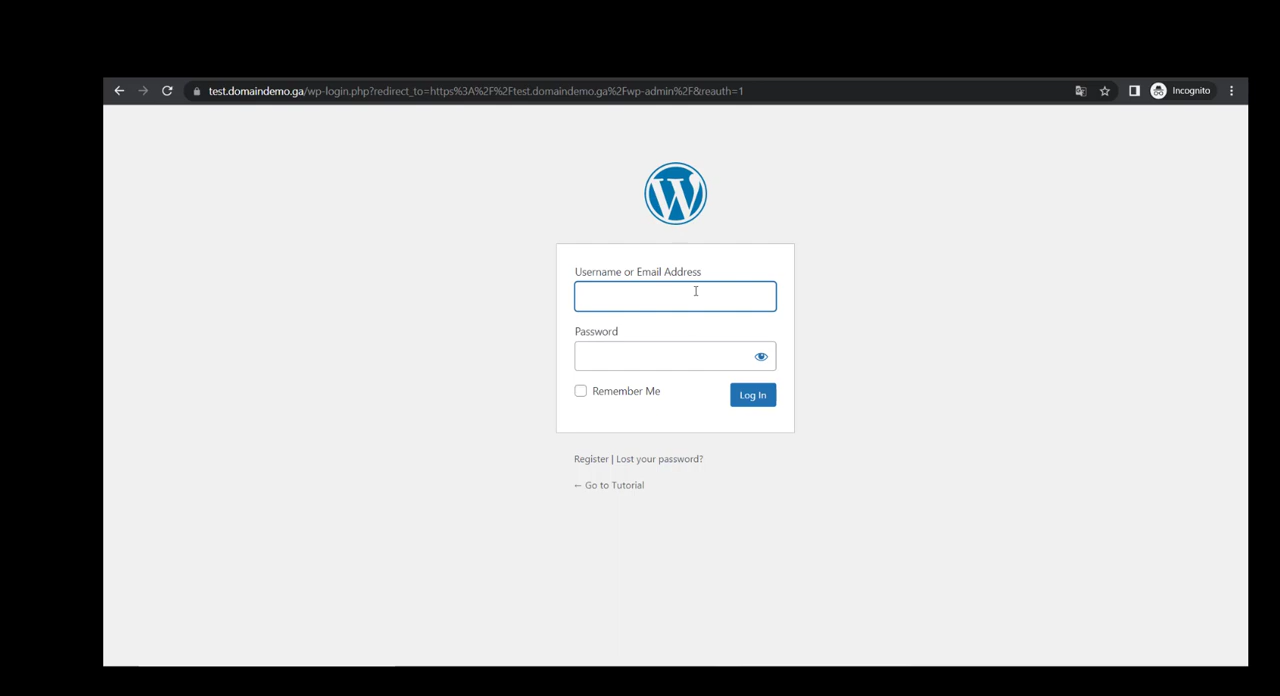 test.domaindemo.ga/wp-login.php?redirect_to=https%3A%2F%2Ftest.domaindemo.ga%2Fwp-admin%2F&reauth=1
Incognito
Username or Email Address
Password
Remember Me
Log In
Register | Lost your password?
← Go to Tutorial